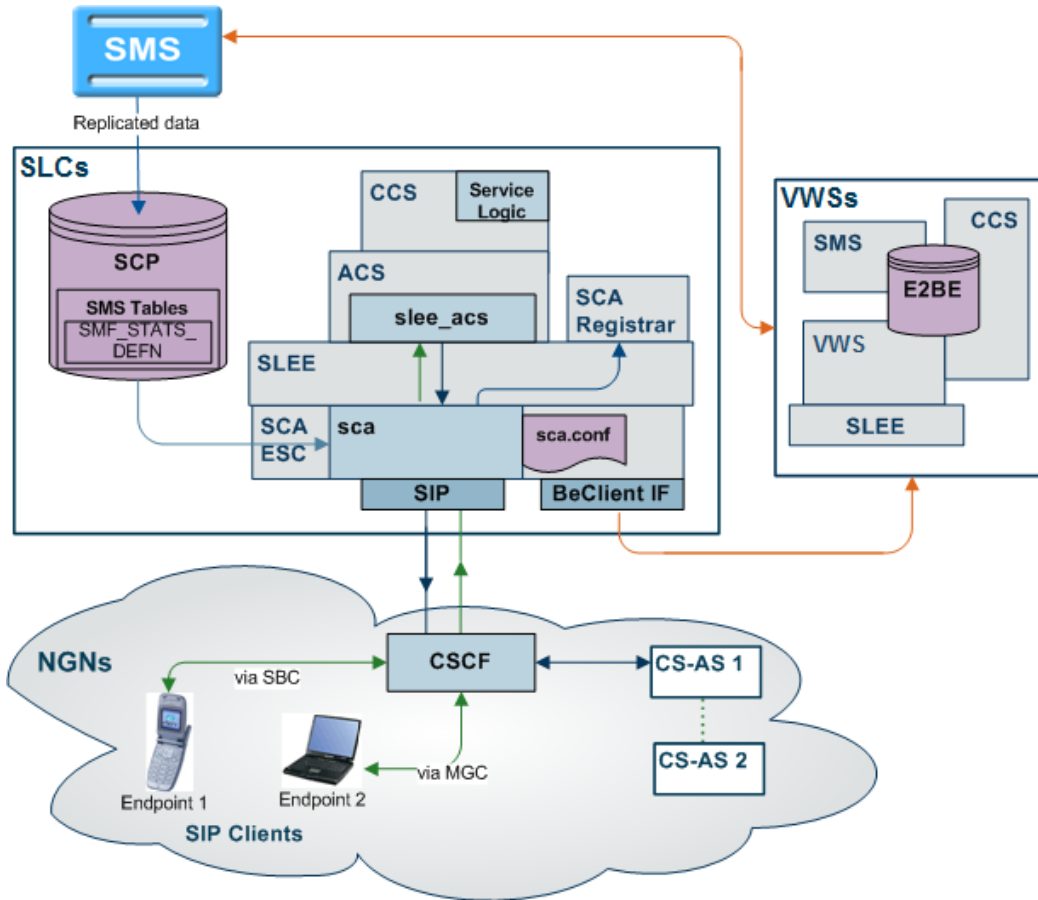 SMS
Replicated data
SLCs
SCP
SMS Tables
SMF_STATS_
DEFN
CCS
Service
Logic
ACS
slee_acs
SCA
Registrar
SLEE
SCA
ESC
sca
sca.conf
SIP
BeClient IF
VWSs
SMS
CCS
E2BE
VWS
SLEE
NGNs
CSCF
via SBC
CS-AS 1
via MGC
CS-AS 2
Endpoint 1
Endpoint 2
SIP Clients